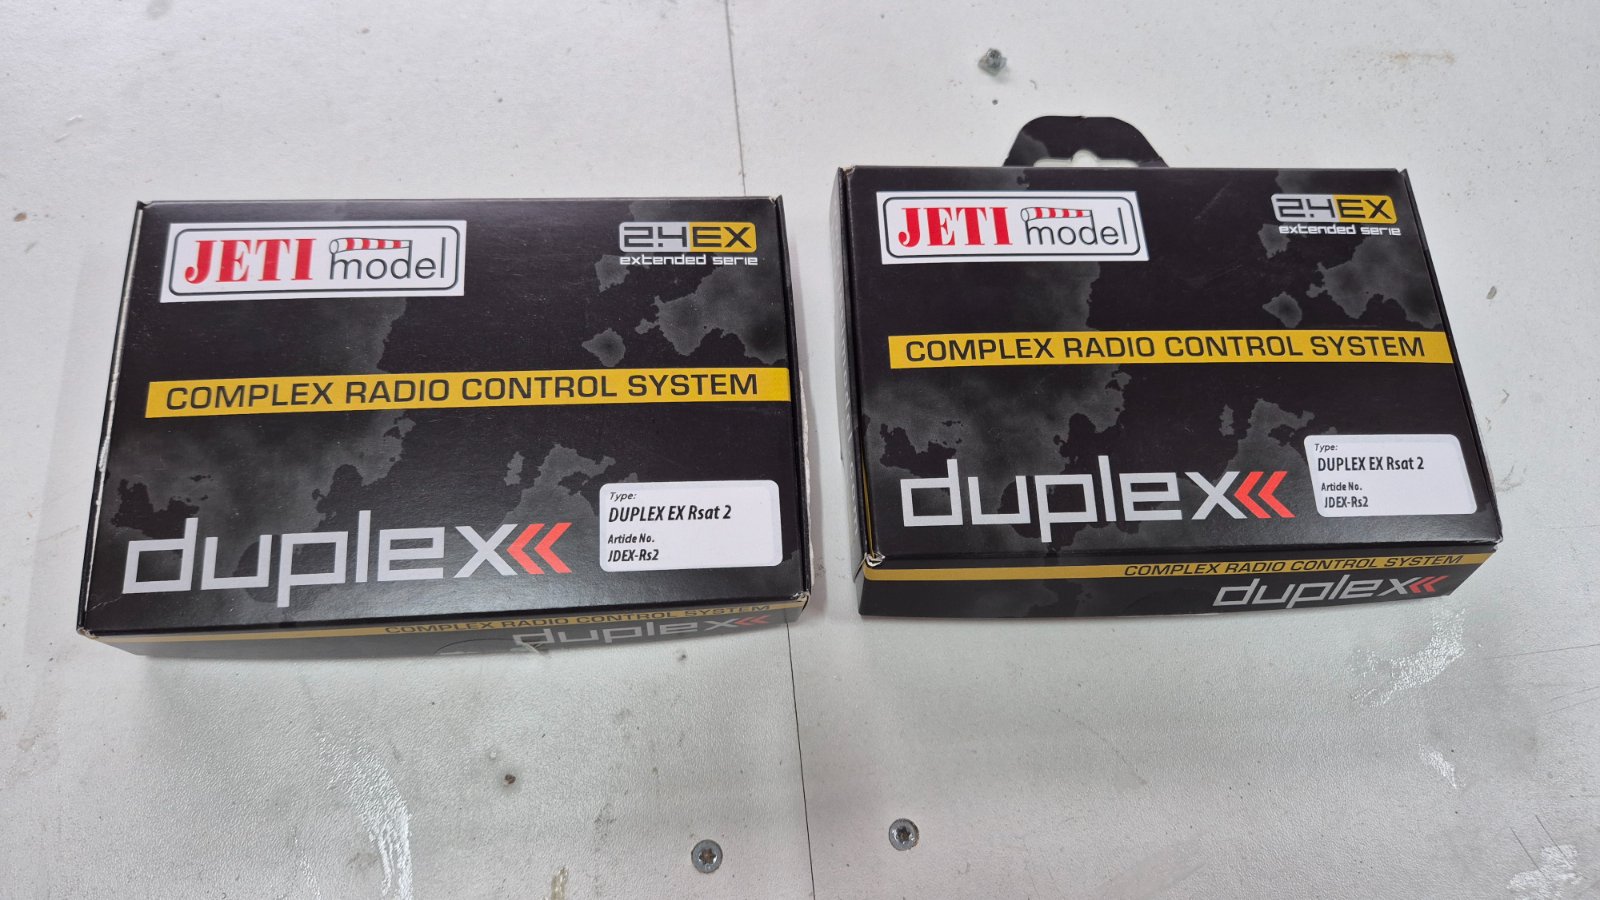 JETI model
2.4EX
extended serie
COMPLEX RADIO CONTROL SYSTEM
duplex
Type:
DUPLEX EX Rsat 2
Article No.
JDEX-Rs2
COMPLEX RADIO CONTROL SYSTEM
duplex
JETI model
2.4EX
extended serie
COMPLEX RADIO CONTROL SYSTEM
duplex
Type:
DUPLEX EX Rsat 2
Article No.
JDEX-Rs2
COMPLEX RADIO CONTROL SYSTEM
duplex